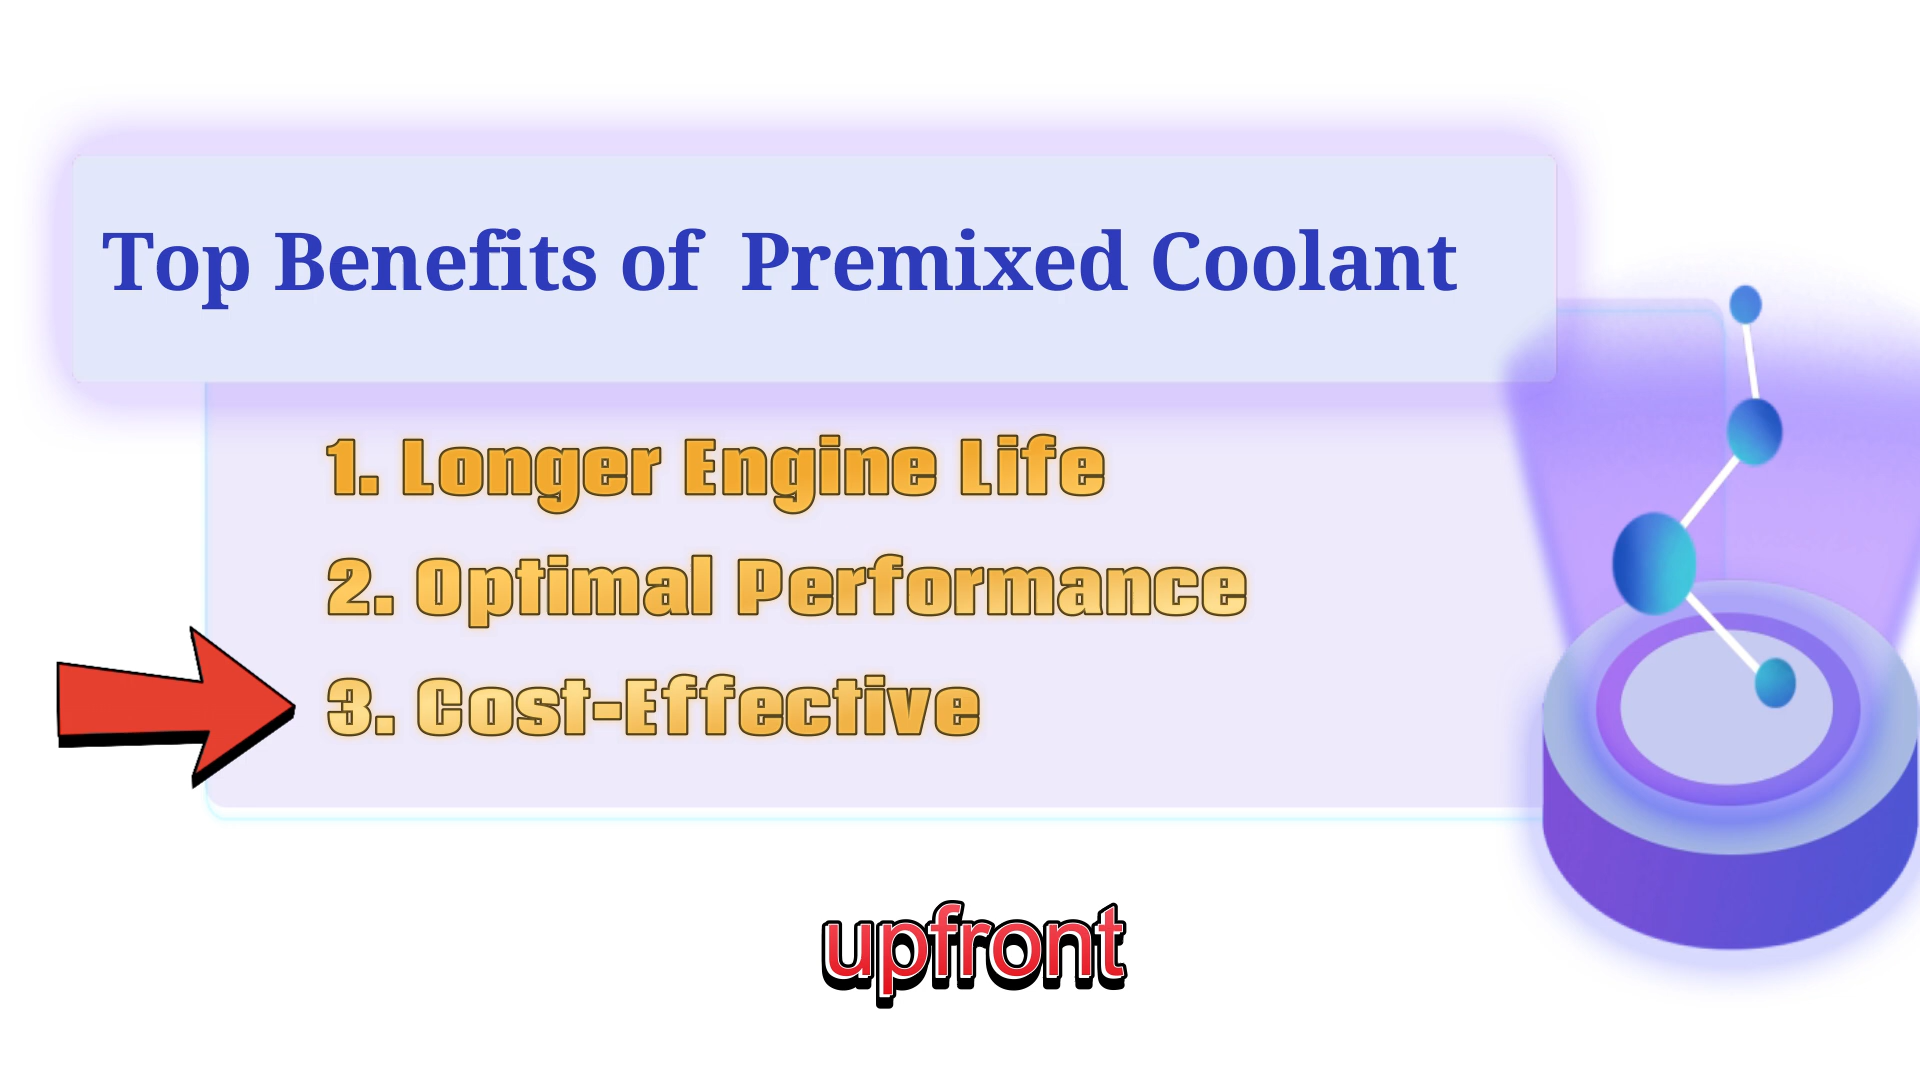 Top Benefits of Premixed Coolant
1. Longer Engine Life
2. Optimal Performance
3. Cost-Effective
upfront